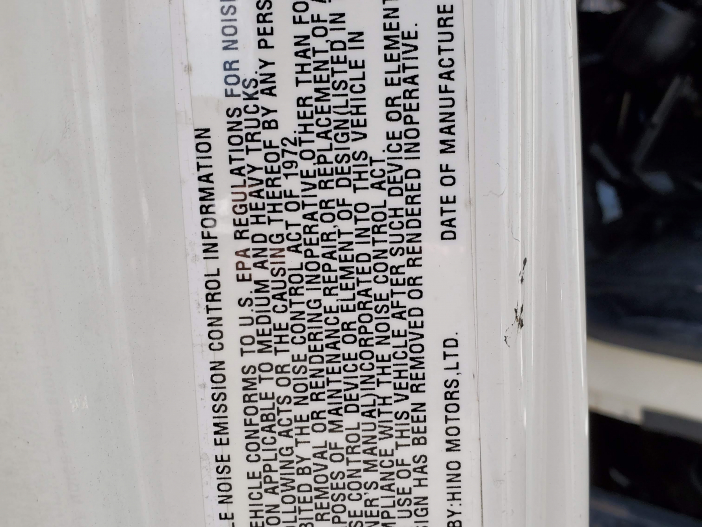 LE NOISE EMISSION CONTROL INFORMATION
EHICLE CONFORMS TO U.S. EPA REGULATIONS FOR NOISE
ON APPLICABLE TO MEDIUM AND HEAVY TRUCKS.
OLLOWING ACTS OR THE CAUSING THEREOF BY ANY PERS
BITED BY THE NOISE CONTROL ACT OF 1972
REMOVAL OR RENDERING INOPERATIVE,OTHER THAN FO
POSES OF MAINTENANCE,REPAIR,OR REPLACEMENT,OF A
SE CONTROL DEVICE OR ELEMENT OF DESIGN(LISTED IN
NER'S MANUAL)INCORPORATED INTO THIS VEHICLE IN
MPLIANCE WITH THE NOISE CONTROL ACT.
USE OF THIS VEHICLE AFTER SUCH DEVICE OR ELEMENT
SIGN HAS BEEN REMOVED OR RENDERED INOPERATIVE.
BY:HINO MOTORS,LTD. DATE OF MANUFACTURE